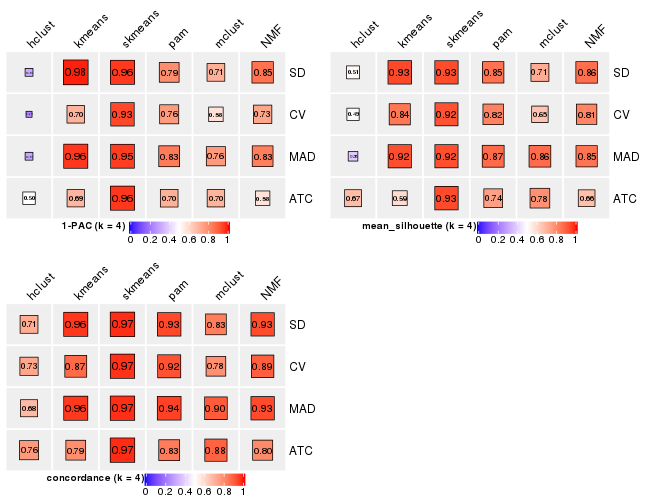 hclust kmeans skmeans pam mclust NMF
0.98 0.96 0.79 0.71 0.85 SD
0.70 0.93 0.76 0.58 0.73 CV
0.96 0.95 0.83 0.76 0.83 MAD
0.50 0.69 0.96 0.70 0.70 0.58 ATC
1-PAC (k = 4)
0 0.2 0.4 0.6 0.8 1
hclust kmeans skmeans pam mclust NMF
0.51 0.93 0.93 0.85 0.71 0.86 SD
0.49 0.84 0.92 0.82 0.65 0.81 CV
0.92 0.92 0.87 0.86 0.85 MAD
0.67 0.59 0.93 0.74 0.78 0.66 ATC
mean_silhouette (k = 4)
0 0.2 0.4 0.6 0.8 1
hclust kmeans skmeans pam mclust NMF
0.71 0.96 0.97 0.93 0.83 0.93 SD
0.73 0.87 0.97 0.92 0.78 0.89 CV
0.68 0.96 0.97 0.94 0.90 0.93 MAD
0.76 0.79 0.97 0.83 0.88 0.80 ATC
concordance (k = 4)
0 0.2 0.4 0.6 0.8 1